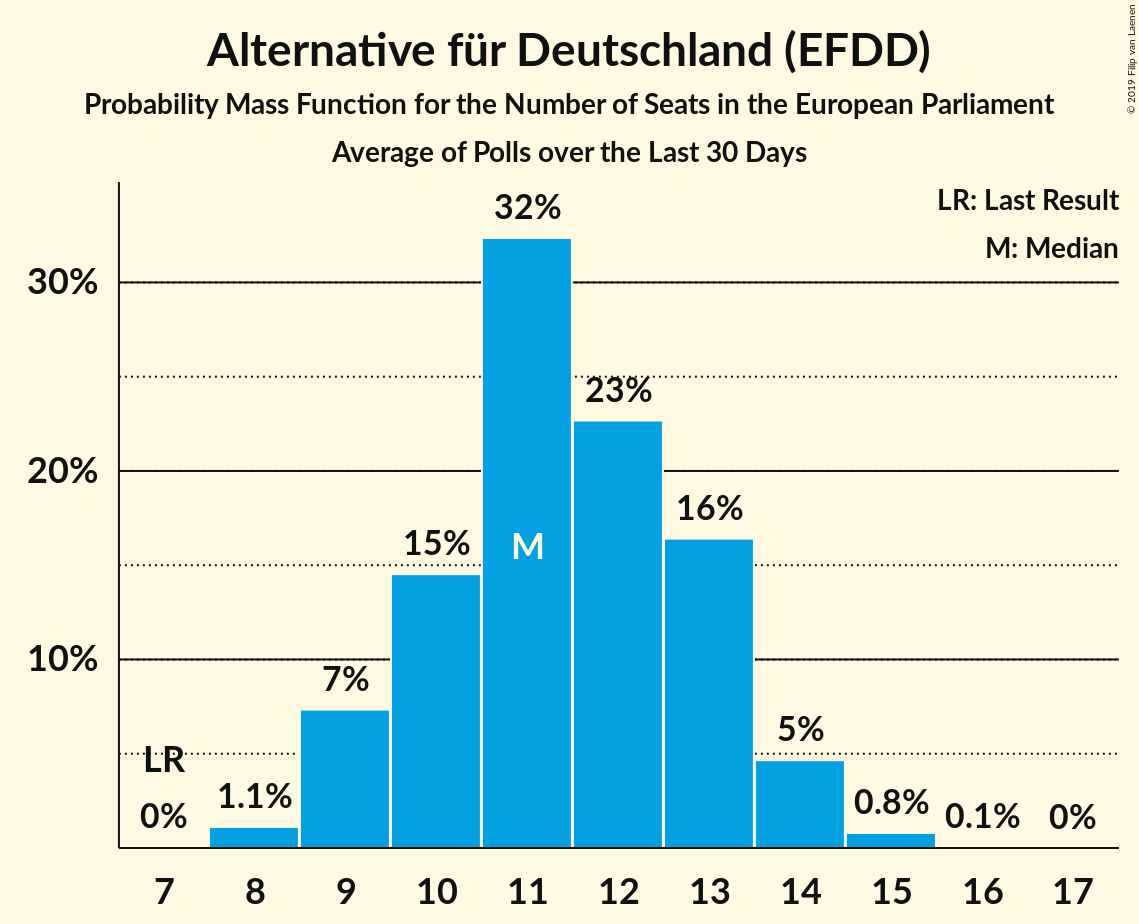 Alternative für Deutschland (EFDD)
Probability Mass Function for the Number of Seats in the European Parliament
Average of Polls over the Last 30 Days
© 2019 Filip van Laenen
LR: Last Result
M: Median
32%
30%
23%
20%
16%
15%
M
10%
7%
5%
LR
1.1%
0.8%
0%
0.1%
0%
7 8 9 10 11 12 13 14 15 16 17